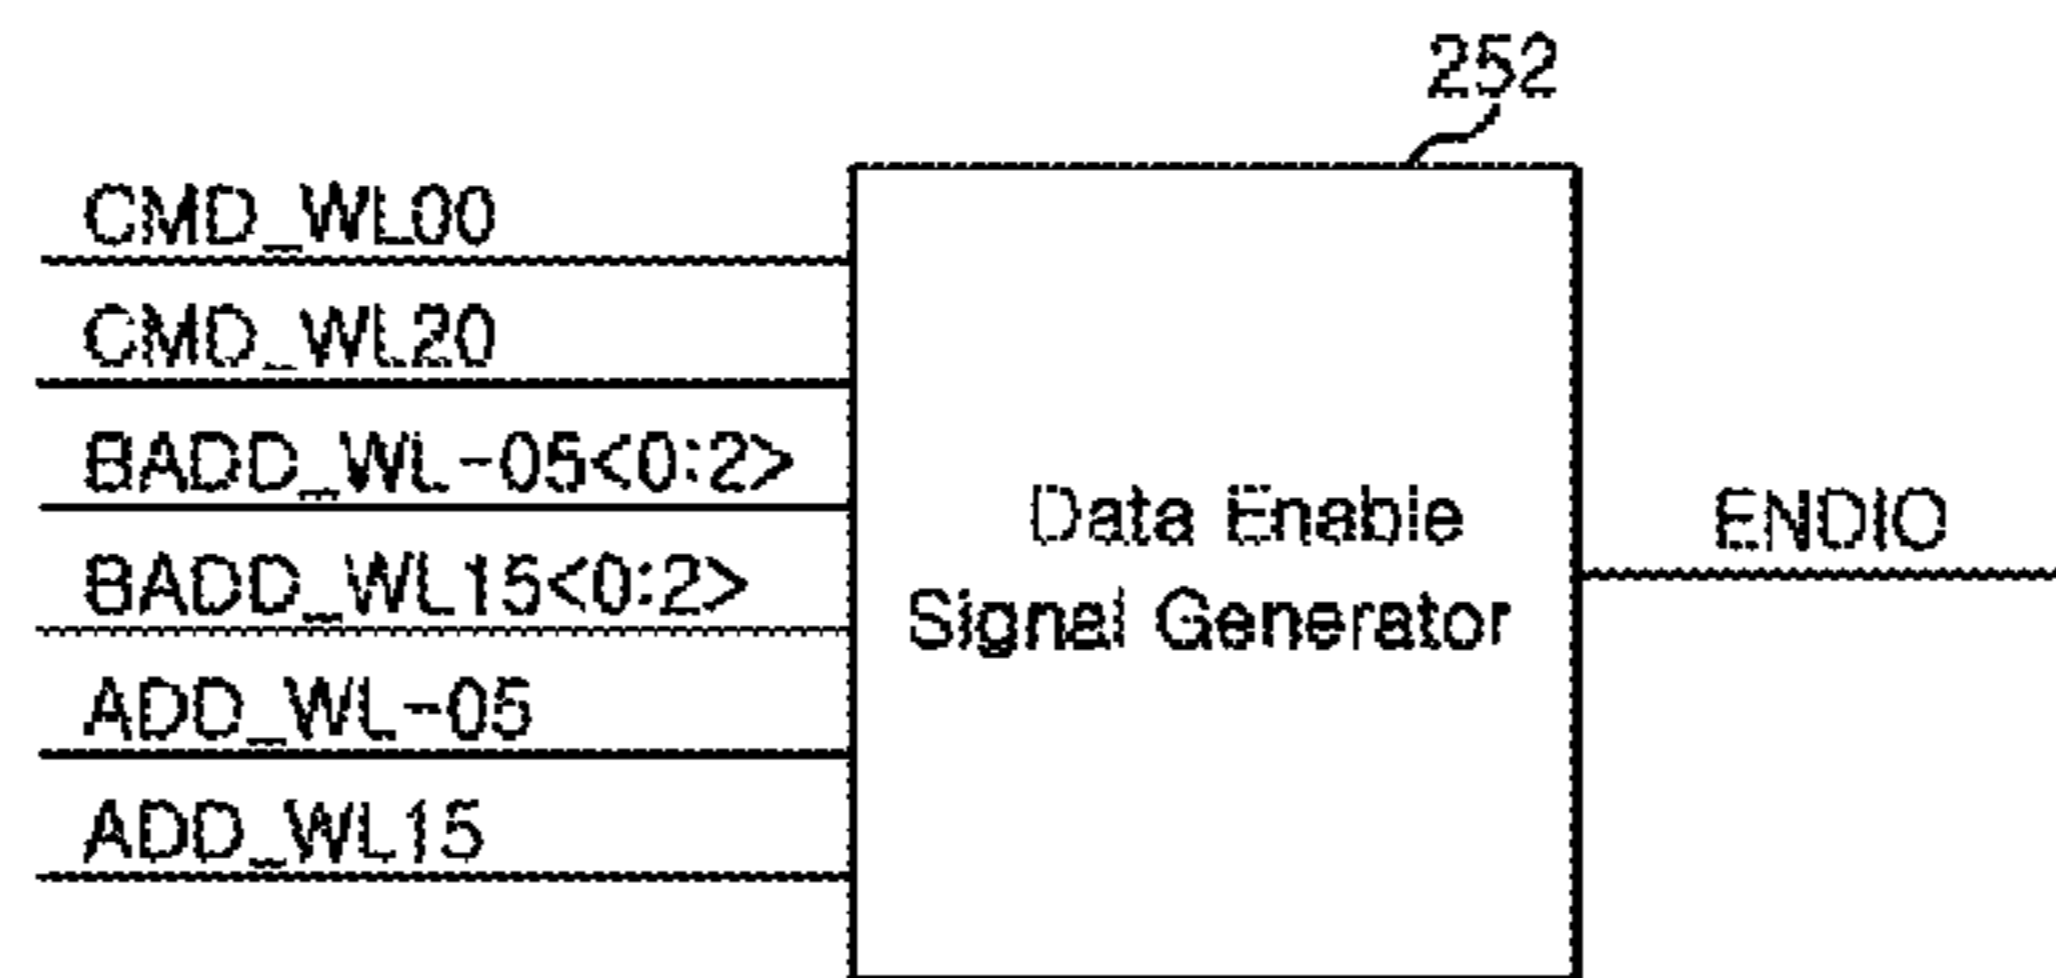 252
CMD_WL00
CMD_WL20
BADD_WL-05<0:2>
BADD_WL15<0:2>
ADD_WL-05
ADD_WL15
Data Enable
Signal Generator
ENDIO